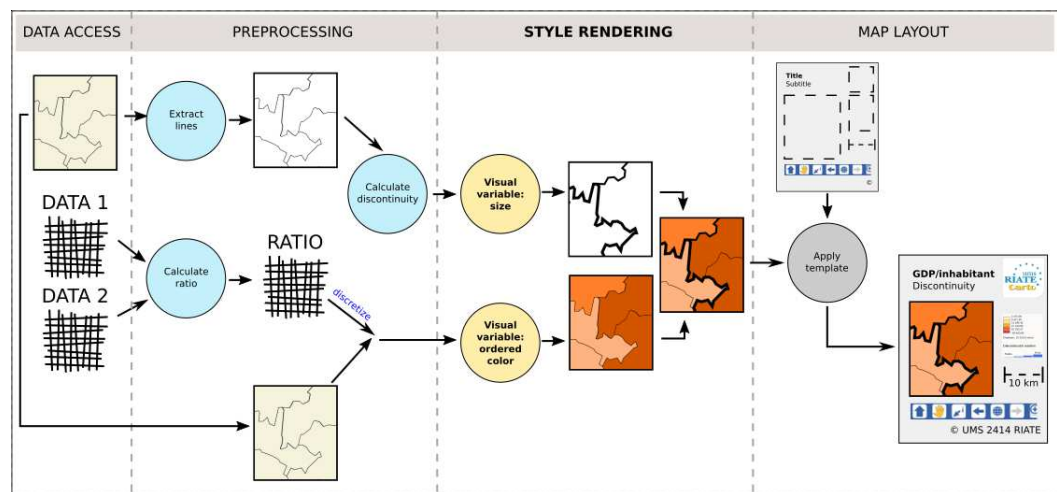 DATA ACCESS
PREPROCESSING
STYLE RENDERING
MAP LAYOUT
Extract
lines
Calculate
discontinuity
Visual
variable:
size
Title
Subtitle
©
DATA 1
DATA 2
Calculate
ratio
RATIO
discretize
Visual
variable:
ordered
color
Apply
template
GDP/inhabitant
Discontinuity
RIATE
Carto
10 km
© UMS 2414 RIATE